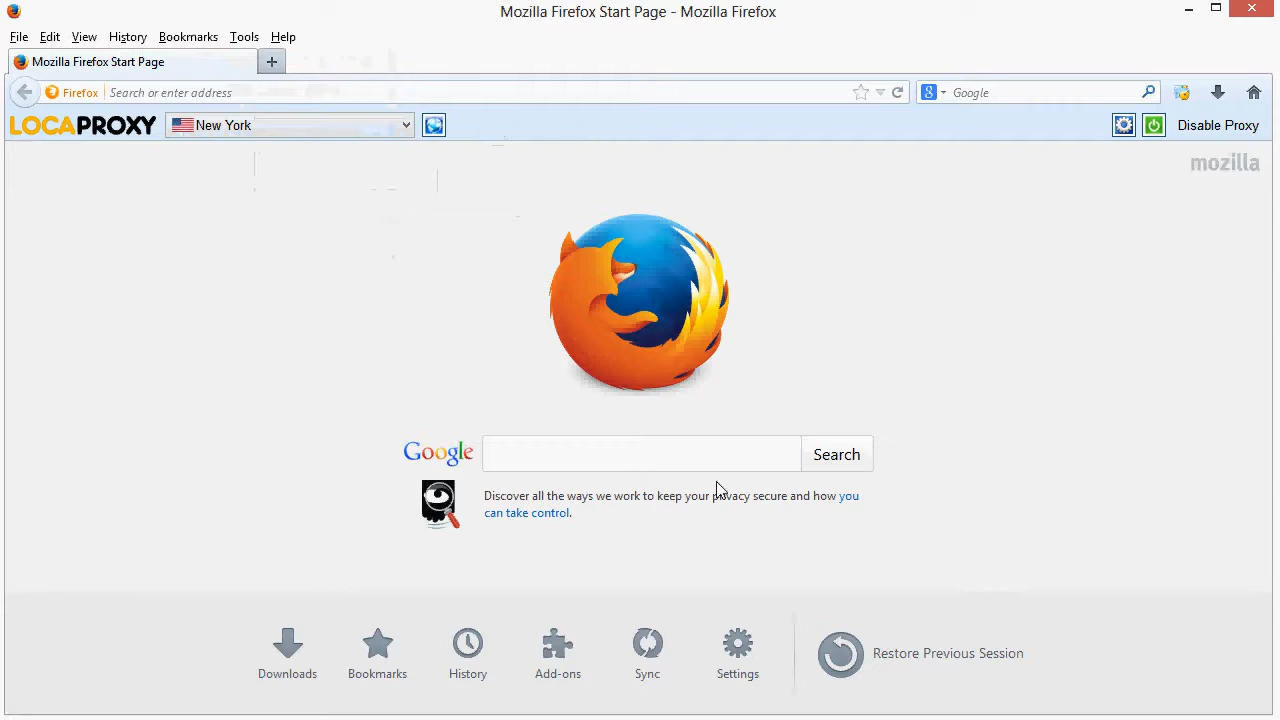 Mozilla Firefox Start Page - Mozilla Firefox
File Edit View History Bookmarks Tools Help
Mozilla Firefox Start Page
Firefox Search or enter address Google
LOCAPROXY New York Disable Proxy
mozilla
Google Search
Discover all the ways we work to keep your privacy secure and how you
can take control.
Downloads Bookmarks History Add-ons Sync Settings Restore Previous Session